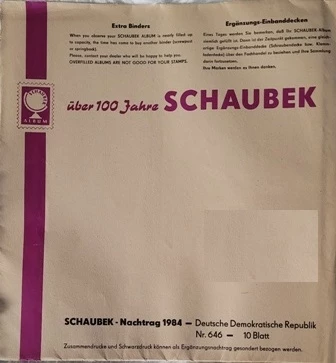 Extra Binders
When you observe your SCHAUBEK ALBUM is nearly filled up
to capacity, the time has come to buy another binder (screwpost
or springback).
Please, contact your dealer who will be happy to help you.
OVERFILLED ALBUMS ARE NOT GOOD FOR YOUR STAMPS.
Ergänzungs-Einbanddecken
Eines Tages werden Sie bemerken, daß Ihr SCHAUBEK Album
ziemlich gefüllt ist. Dann ist der Zeitpunkt gekommen, eine gleich-
artige Ergänzungs-Einbanddecke (Schraubendecke bzw. Klemm-
federdecke) über den Fachhandel zu beziehen und Ihre Sammlung
darin fortzusetzen.
Ihre Marken werden es Ihnen danken.
SCHAUBEK
ALBUM
über 100 Jahre SCHAUBEK
SCHAUBEK - Nachtrag 1984 — Deutsche Demokratische Republik
Nr. 646 — 10 Blatt
Zusammendrucke und Schwarzdruck können als Ergänzungsnachtrag gesondert bezogen werden.